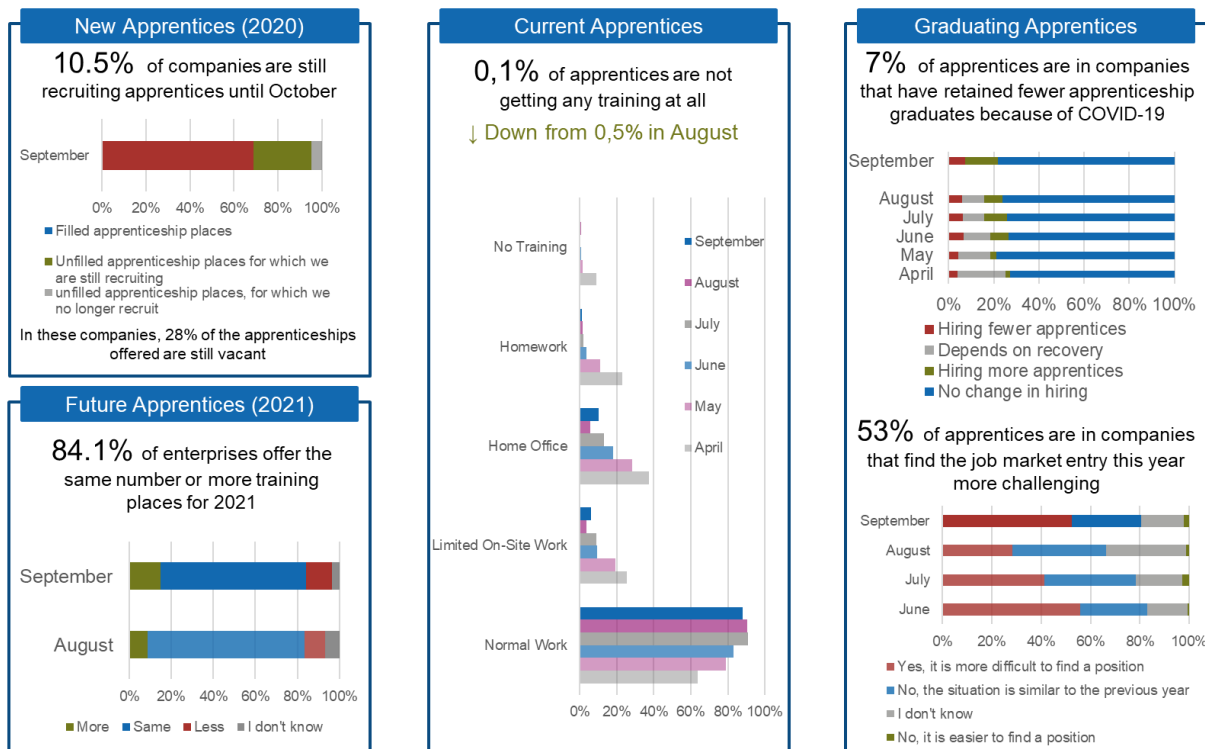 New Apprentices (2020)
10.5% of companies are still
recruiting apprentices until October
September
0% 20% 40% 60% 80% 100%
Filled apprenticeship places
Unfilled apprenticeship places for which we
are still recruiting
unfilled apprenticeship places, for which we
no longer recruit
In these companies, 28% of the apprenticeships
offered are still vacant
Future Apprentices (2021)
84.1% of enterprises offer the
same number or more training
places for 2021
September
August
0% 20% 40% 60% 80% 100%
More Same Less I don't know
Current Apprentices
0,1% of apprentices are not
getting any training at all
↓ Down from 0,5% in August
No Training
Homework
Home Office
Limited On-Site Work
Normal Work
0% 20% 40% 60% 80% 100%
September
August
July
June
May
April
Graduating Apprentices
7% of apprentices are in companies
that have retained fewer apprenticeship
graduates because of COVID-19
September
August
July
June
May
April
0% 20% 40% 60% 80% 100%
Hiring fewer apprentices
Depends on recovery
Hiring more apprentices
No change in hiring
53% of apprentices are in companies
that find the job market entry this year
more challenging
September
August
July
June
0% 20% 40% 60% 80% 100%
Yes, it is more difficult to find a position
No, the situation is similar to the previous year
I don't know
No, it is easier to find a position